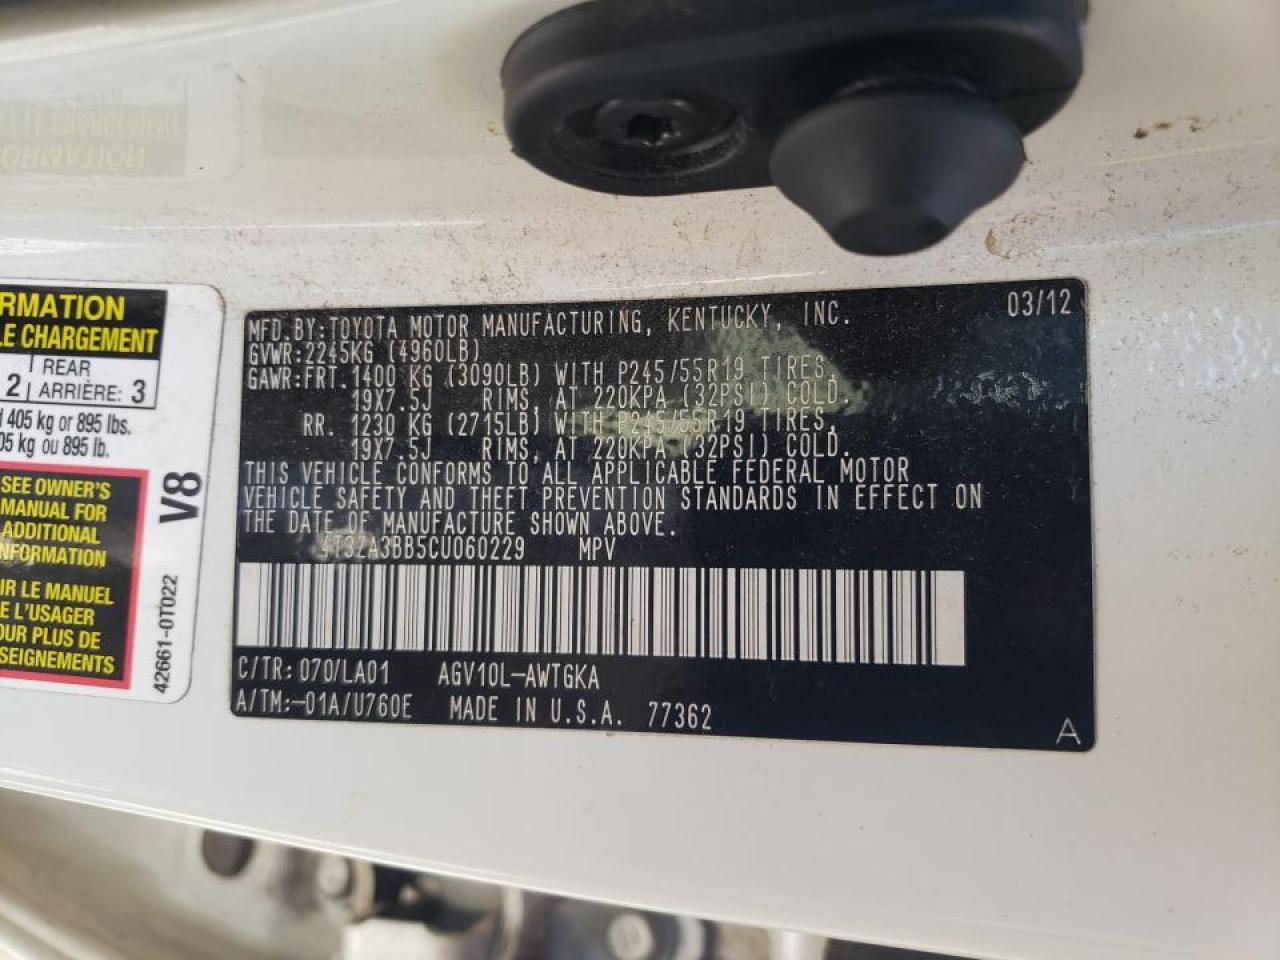 RMATION
LE CHARGEMENT
2 REAR
ARRIÈRE: 3
405 kg or 895 lbs.
05 kg ou 895 lb.
SEE OWNER'S
MANUAL FOR
ADDITIONAL
NFORMATION
IR LE MANUEL
E L'USAGER
OUR PLUS DE
SEIGNEMENTS
V8
42661-0T022
MFD.BY:TOYOTA MOTOR MANUFACTURING, KENTUCKY, INC. 03/12
GVWR:2245KG (4960LB)
GAWR:FRT.1400 KG (3090LB) WITH P245/55R19 TIRES,
19X7.5J RIMS, AT 220KPA (32PSI) COLD.
RR. 1230 KG (2715LB) WITH P245/55R19 TIRES,
19X7.5J RIMS, AT 220KPA (32PSI) COLD.
THIS VEHICLE CONFORMS TO ALL APPLICABLE FEDERAL MOTOR
VEHICLE SAFETY AND THEFT PREVENTION STANDARDS IN EFFECT ON
THE DATE OF MANUFACTURE SHOWN ABOVE.
4T3ZA3BB5CU060229 MPV
C/TR: 070/LA01 AGV10L-AWTGKA
A/TM:-01A/U760E MADE IN U.S.A. 77362
A